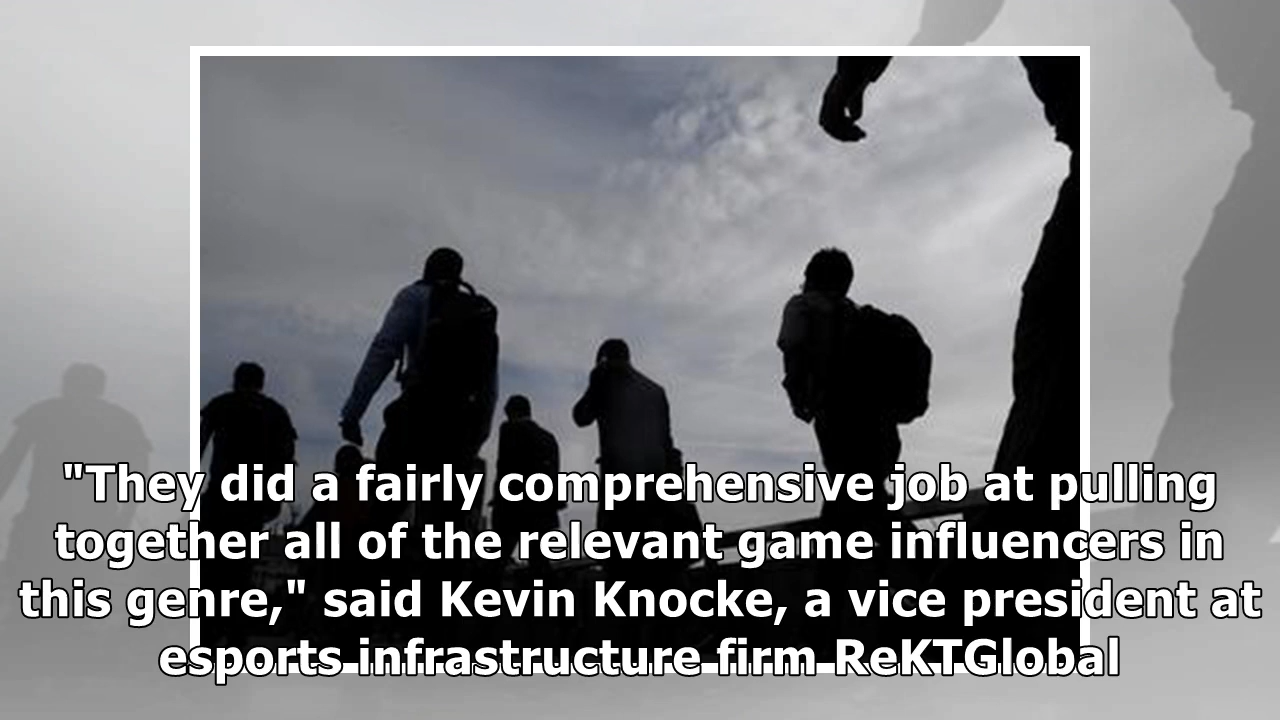 "They did a fairly comprehensive job at pulling
together all of the relevant game influencers in
this genre," said Kevin Knocke, a vice president at
esports infrastructure firm ReKTGlobal